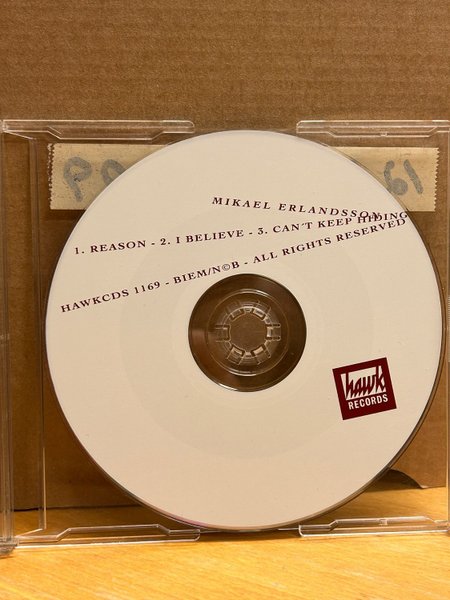 MIKAEL ERLANDSSON
1. REASON - 2. I BELIEVE - 3. CAN'T KEEP HIDING
HAWKCDS 1169 - BIEM/N©B - ALL RIGHTS RESERVED
hawk
RECORDS